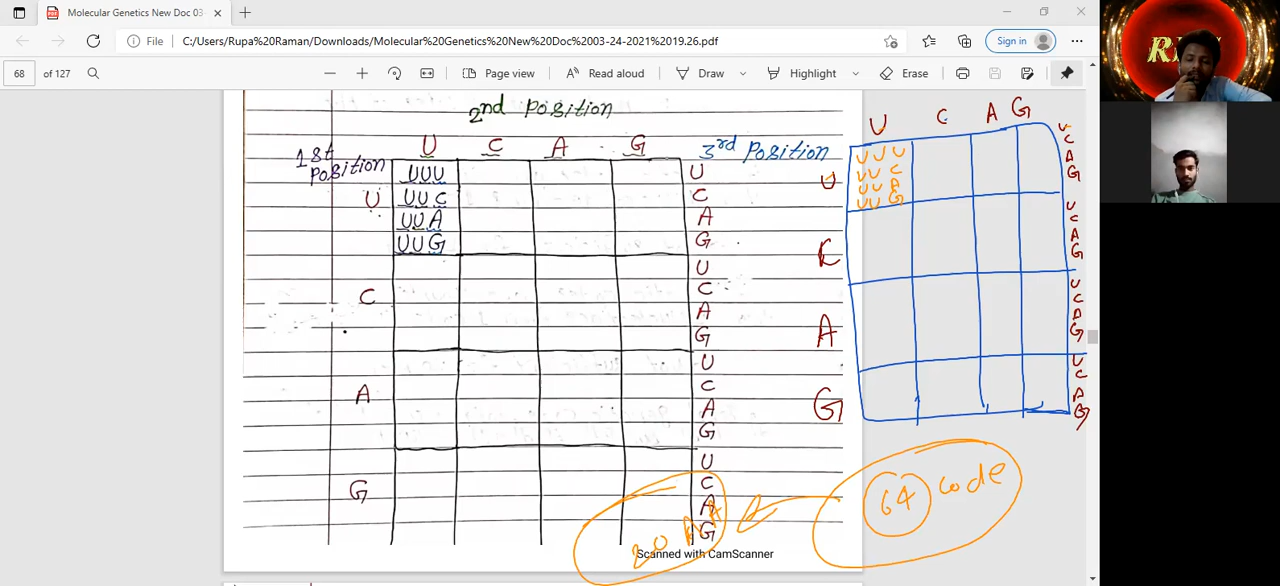 Molecular Genetics New Doc 03-
File C:/Users/Rupa%20Raman/Downloads/Molecular%20Genetics%20New%20Doc%2003-24-2021%2019.26.pdf
Sign in
68 of 127
Page view
Read aloud
Draw
Highlight
Erase
2nd Position
1st Position
U C A G
3rd Position
U
UUU
UUC
UUA
UUG
U
C
A
G
C
U
C
A
G
A
U
C
A
G
G
U
C
A
G
U C A G
U
UUU
UUC
UUA
UUG
U
C
A
G
C
U
C
A
G
A
U
C
A
G
G
U
C
A
G
64 code
20 AA
Scanned with CamScanner